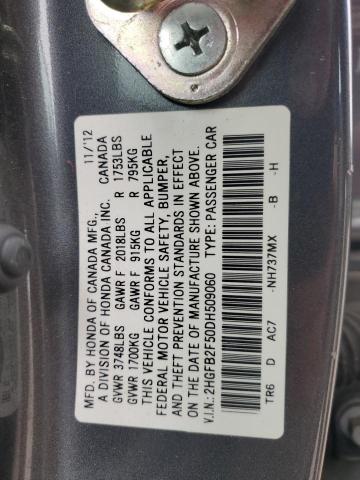 MFD. BY HONDA OF CANADA MFG.,
A DIVISION OF HONDA CANADA INC. CANADA 11/12
GVWR 3748LBS GAWR F 2018LBS R 1753LBS
GVWR 1700KG GAWR F 915KG R 795KG
THIS VEHICLE CONFORMS TO ALL APPLICABLE
FEDERAL MOTOR VEHICLE SAFETY, BUMPER,
AND THEFT PREVENTION STANDARDS IN EFFECT
ON THE DATE OF MANUFACTURE SHOWN ABOVE.
V.I.N.: 2HGFB2F50DH509060 TYPE: PASSENGER CAR
TR6 D AC7 -NH737MX -B -H